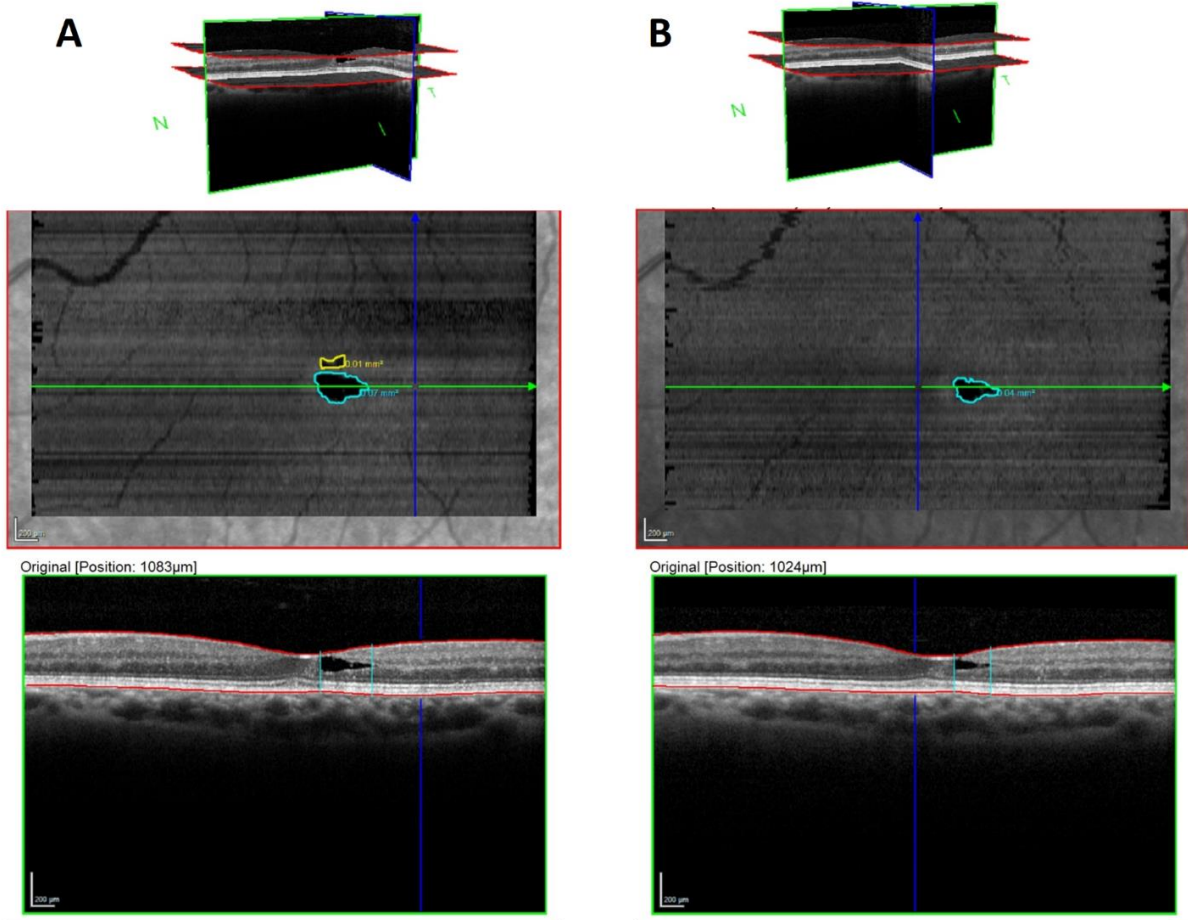 A
B
N
T
I
N
T
I
0.01 mm²
0.07 mm²
200 µm
0.04 mm²
200 µm
Original [Position: 1083µm]
Original [Position: 1024µm]
200 µm
200 µm